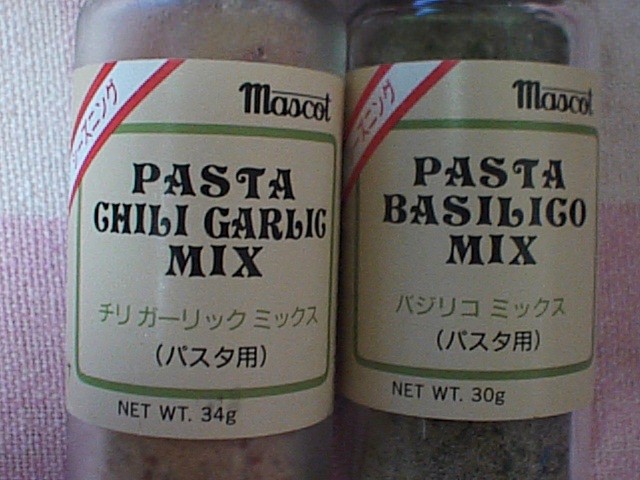 シーズニング
mascot
PASTA
CHILI GARLIC
MIX
チリ ガーリック ミックス
(パスタ用)
NET WT. 34g
ーズニング
mascot
PASTA
BASILICO
MIX
バジリコ ミックス
(パスタ用)
NET WT. 30g